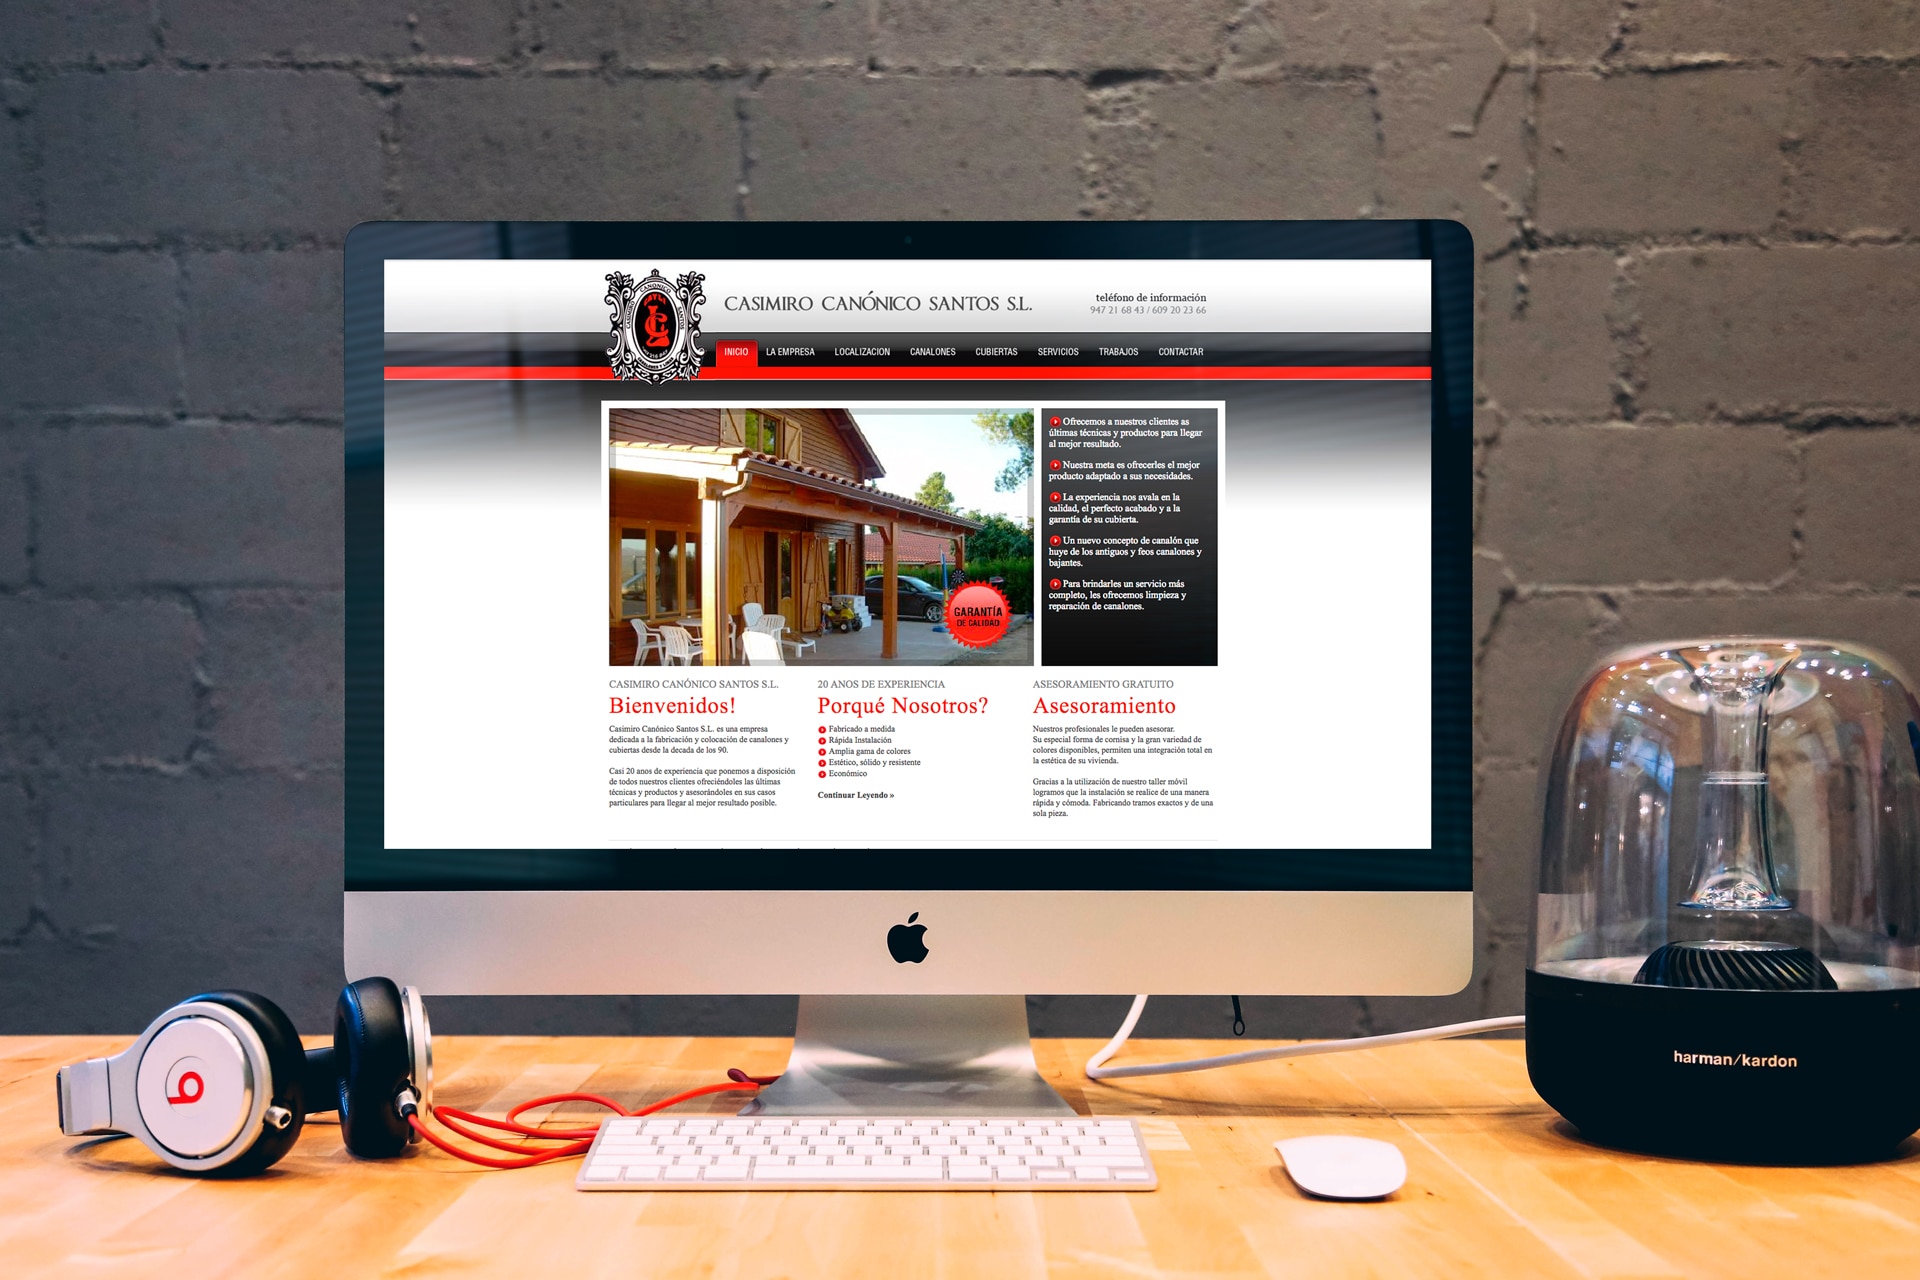 CASIMIRO CANÓNICO SANTOS S.L.
teléfono de información
947 21 68 43 / 609 20 23 66
CANONICO
CASIMIRO
SANTOS
INICIO
LA EMPRESA
LOCALIZACION
CANALONES
CUBIERTAS
SERVICIOS
TRABAJOS
CONTACTAR
GARANTÍA
DE CALIDAD
Ofrecemos a nuestros clientes as
últimas técnicas y productos para llegar
al mejor resultado.
Nuestra meta es ofrecerles el mejor
producto adaptado a sus necesidades.
La experiencia nos avala en la
calidad, el perfecto acabado y a la
garantía de su cubierta.
Un nuevo concepto de canalón que
huye de los antiguos y feos canalones y
bajantes.
Para brindarles un servicio más
completo, les ofrecemos limpieza y
reparación de canalones.
CASIMIRO CANÓNICO SANTOS S.L.
Bienvenidos!
Casimiro Canónico Santos S.L. es una empresa
dedicada a la fabricación y colocación de canalones y
cubiertas desde la decada de los 90.
Casi 20 anos de experiencia que ponemos a disposición
de todos nuestros clientes ofreciéndoles las últimas
técnicas y productos y asesorándoles en sus casos
particulares para llegar al mejor resultado posible.
20 ANOS DE EXPERIENCIA
Porqué Nosotros?
Fabricado a medida
Rápida Instalación
Amplia gama de colores
Estético, sólido y resistente
Económico
Continuar Leyendo »
ASESORAMIENTO GRATUITO
Asesoramiento
Nuestros profesionales le pueden asesorar.
Su especial forma de cornisa y la gran variedad de
colores disponibles, permiten una integración total en
la estética de su vivienda.
Gracias a la utilización de nuestro taller móvil
logramos que la instalación se realice de una manera
rápida y cómoda. Fabricando tramos exactos y de una
sola pieza.
harman/kardon